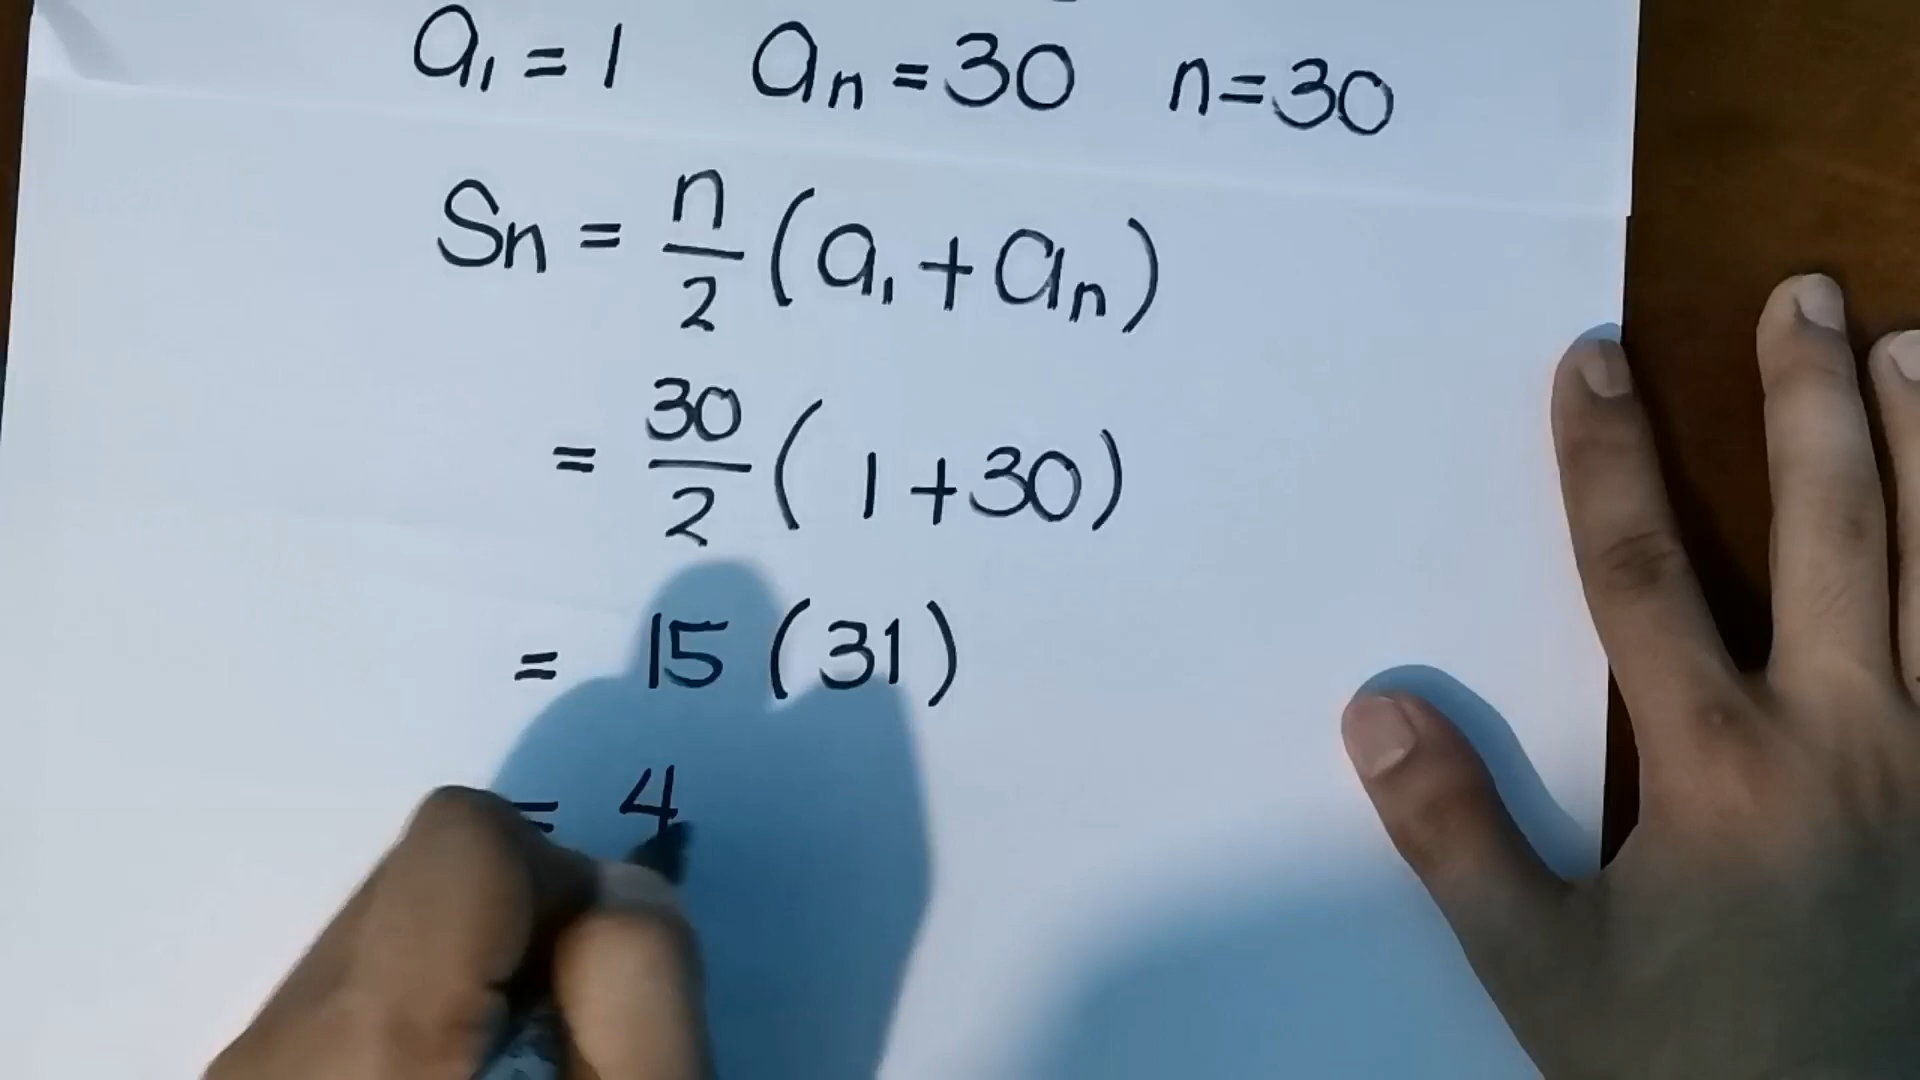 a₁ = 1 aₙ = 30 n = 30
Sn = n/2 (a₁ + aₙ)
= 30/2 (1 + 30)
= 15 (31)
= 4